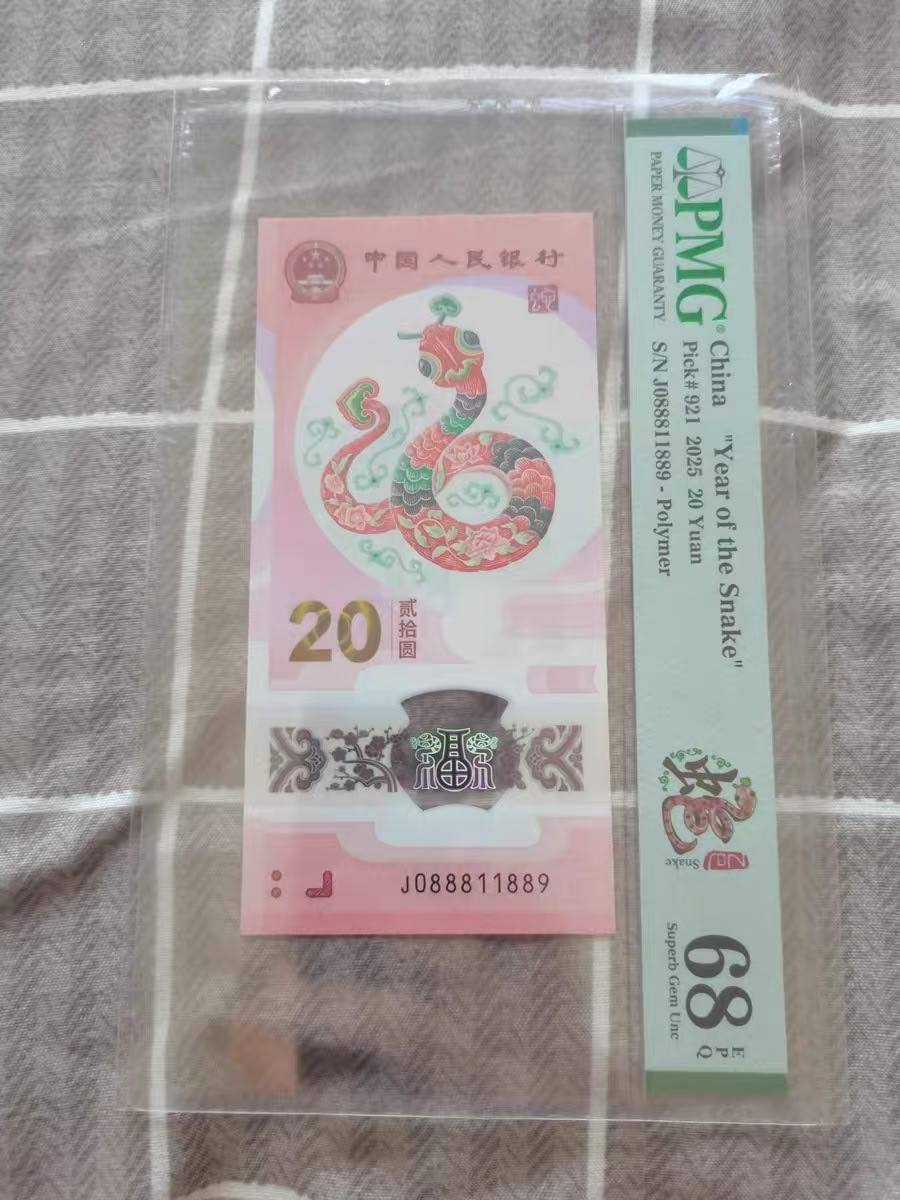 中国人民银行
20
贰拾圆
J088811889
PMG®
PAPER MONEY GUARANTY
China "Year of the Snake"
Pick# 921 2025 20 Yuan
S/N J088811889 - Polymer
蛇
Snake
68
EPQ
Superb Gem Unc